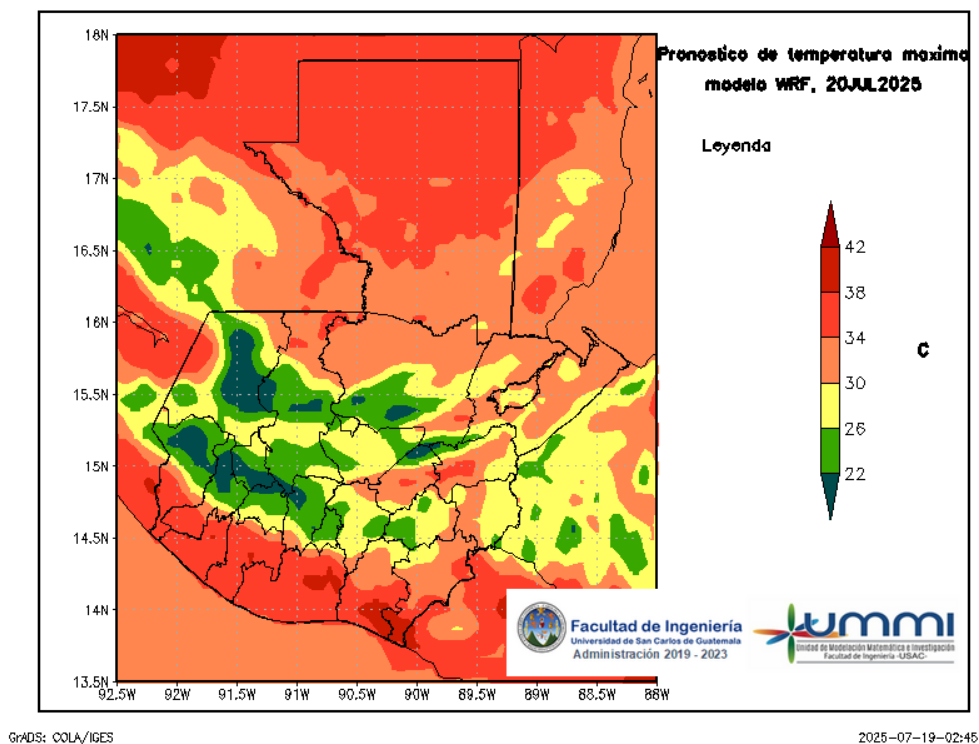 Pronostico de temperatura maxima
modelo WRF, 20JUL2025
Leyenda
42
38
34
30
26
22
C
18N
17.5N
17N
16.5N
16N
15.5N
15N
14.5N
14N
13.5N
92.5W
92W
91.5W
91W
90.5W
90W
89.5W
89W
88.5W
88W
Facultad de Ingeniería
Universidad de San Carlos de Guatemala
Administración 2019 - 2023
ummi
Unidad de Modelación Matemática e Investigación
Facultad de Ingeniería -USAC-
GrADS: COLA/IGES
2025-07-19-02:45